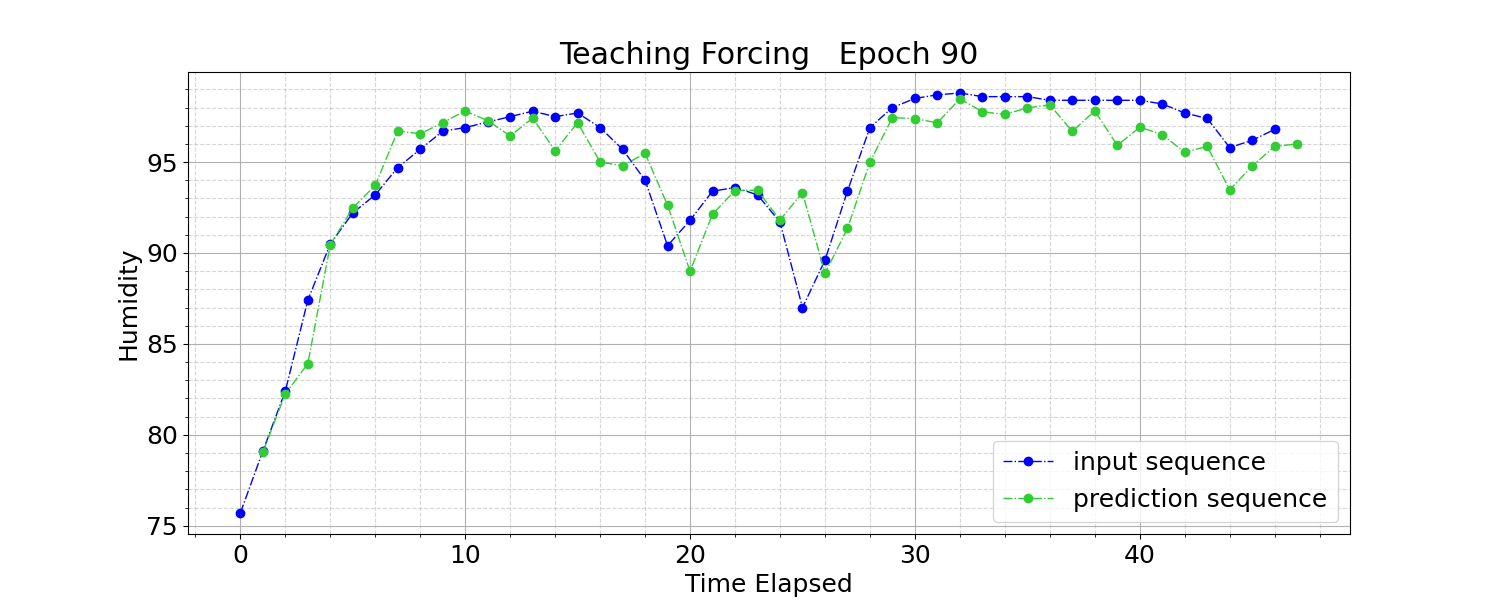 Teaching Forcing   Epoch 90
95
90
85
80
75
Humidity
0 10 20 30 40
Time Elapsed
input sequence
prediction sequence